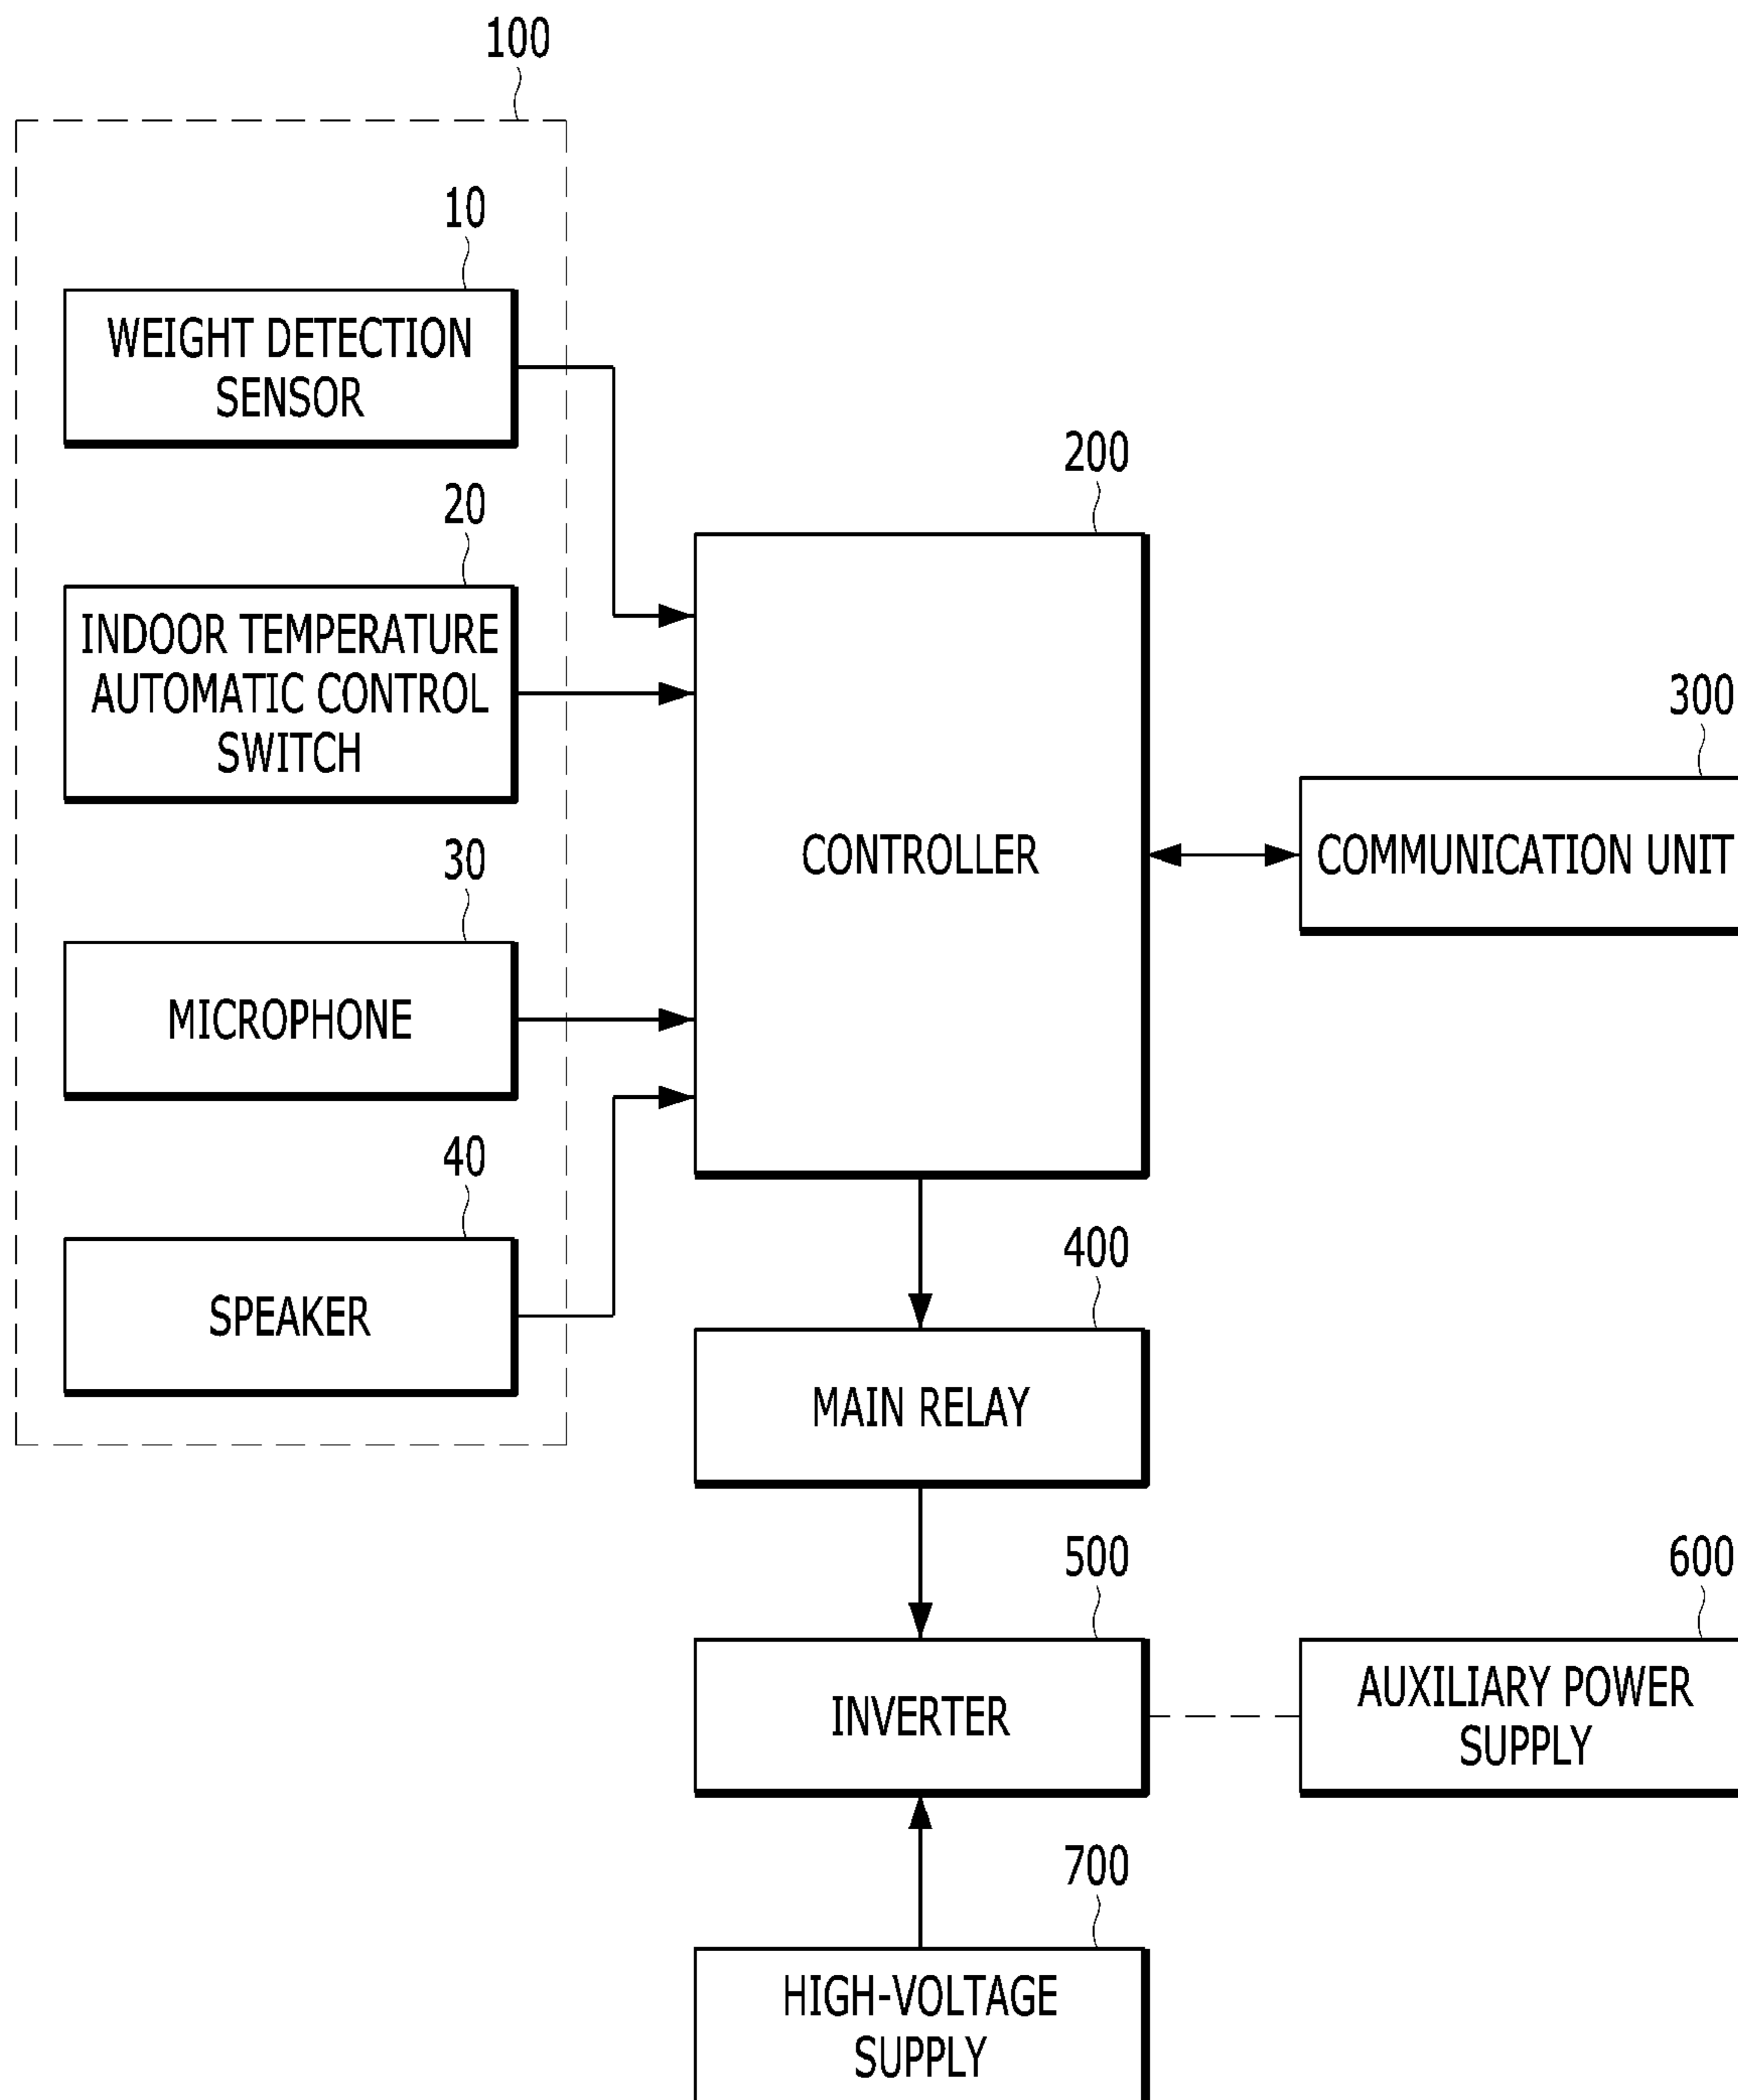 100
10
WEIGHT DETECTION
SENSOR
20
INDOOR TEMPERATURE
AUTOMATIC CONTROL
SWITCH
30
MICROPHONE
40
SPEAKER
200
CONTROLLER
300
COMMUNICATION UNIT
400
MAIN RELAY
500
INVERTER
600
AUXILIARY POWER
SUPPLY
700
HIGH-VOLTAGE
SUPPLY